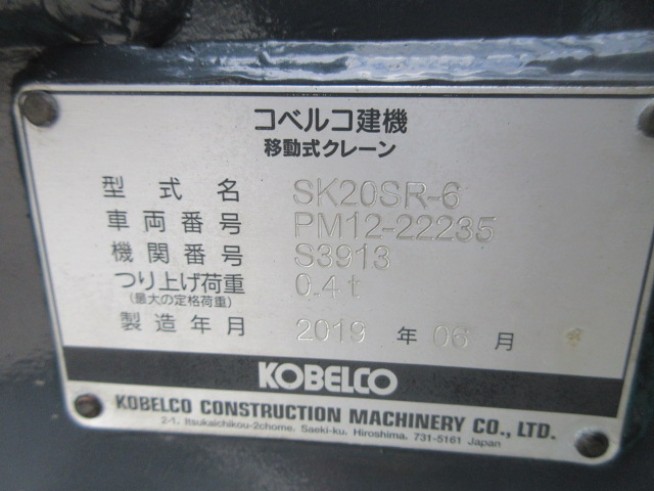 コベルコ建機
移動式クレーン
型式名 SK20SR-6
車両番号 PM12-22235
機関番号 S3913
つり上げ荷重 0.4t
(最大の定格荷重)
製造年月 2019 年 06 月
KOBELCO
KOBELCO CONSTRUCTION MACHINERY CO., LTD.
2-1, Itsukaichikou-2chome. Saeki-ku. Hiroshima. 731-5161 Japan